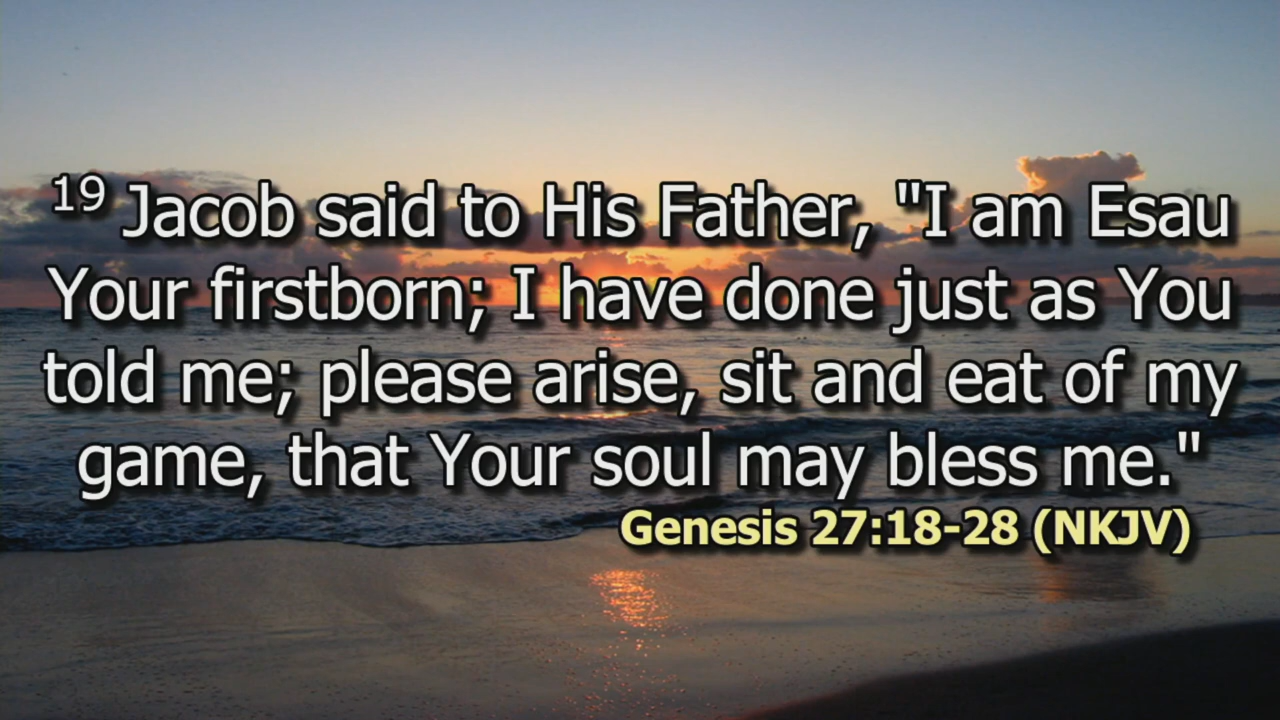 19 Jacob said to His Father, "I am Esau
Your firstborn; I have done just as You
told me; please arise, sit and eat of my
game, that Your soul may bless me."
Genesis 27:18-28 (NKJV)